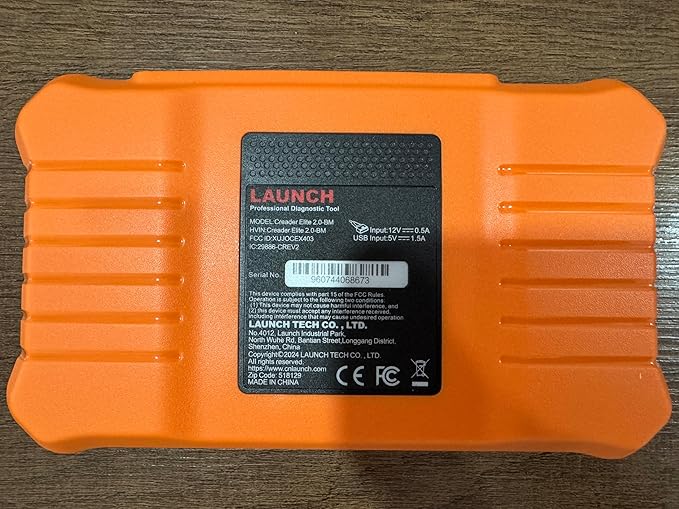 LAUNCH
Professional Diagnostic Tool
MODEL:Creader Elite 2.0-BM
HVIN:Creader Elite 2.0-BM
FCC ID:XUJOCEX403
IC:29886-CREV2
Input:12V⎓0.5A
USB Input:5V⎓1.5A
Serial No.
960744068673
This device complies with part 15 of the FCC Rules.
Operation is subject to the following two conditions:
(1) This device may not cause harmful interference, and
(2) this device must accept any interference received,
including interference that may cause undesired operation
LAUNCH TECH CO., LTD.
No.4012, Launch Industrial Park,
North Wuhe Rd, Bantian Street,Longgang District.
Shenzhen, China
Copyright©2024 LAUNCH TECH CO., LTD.
All rights reserved.
https://www.cnlaunch.com
Zip Code: 518129
MADE IN CHINA
CE FC